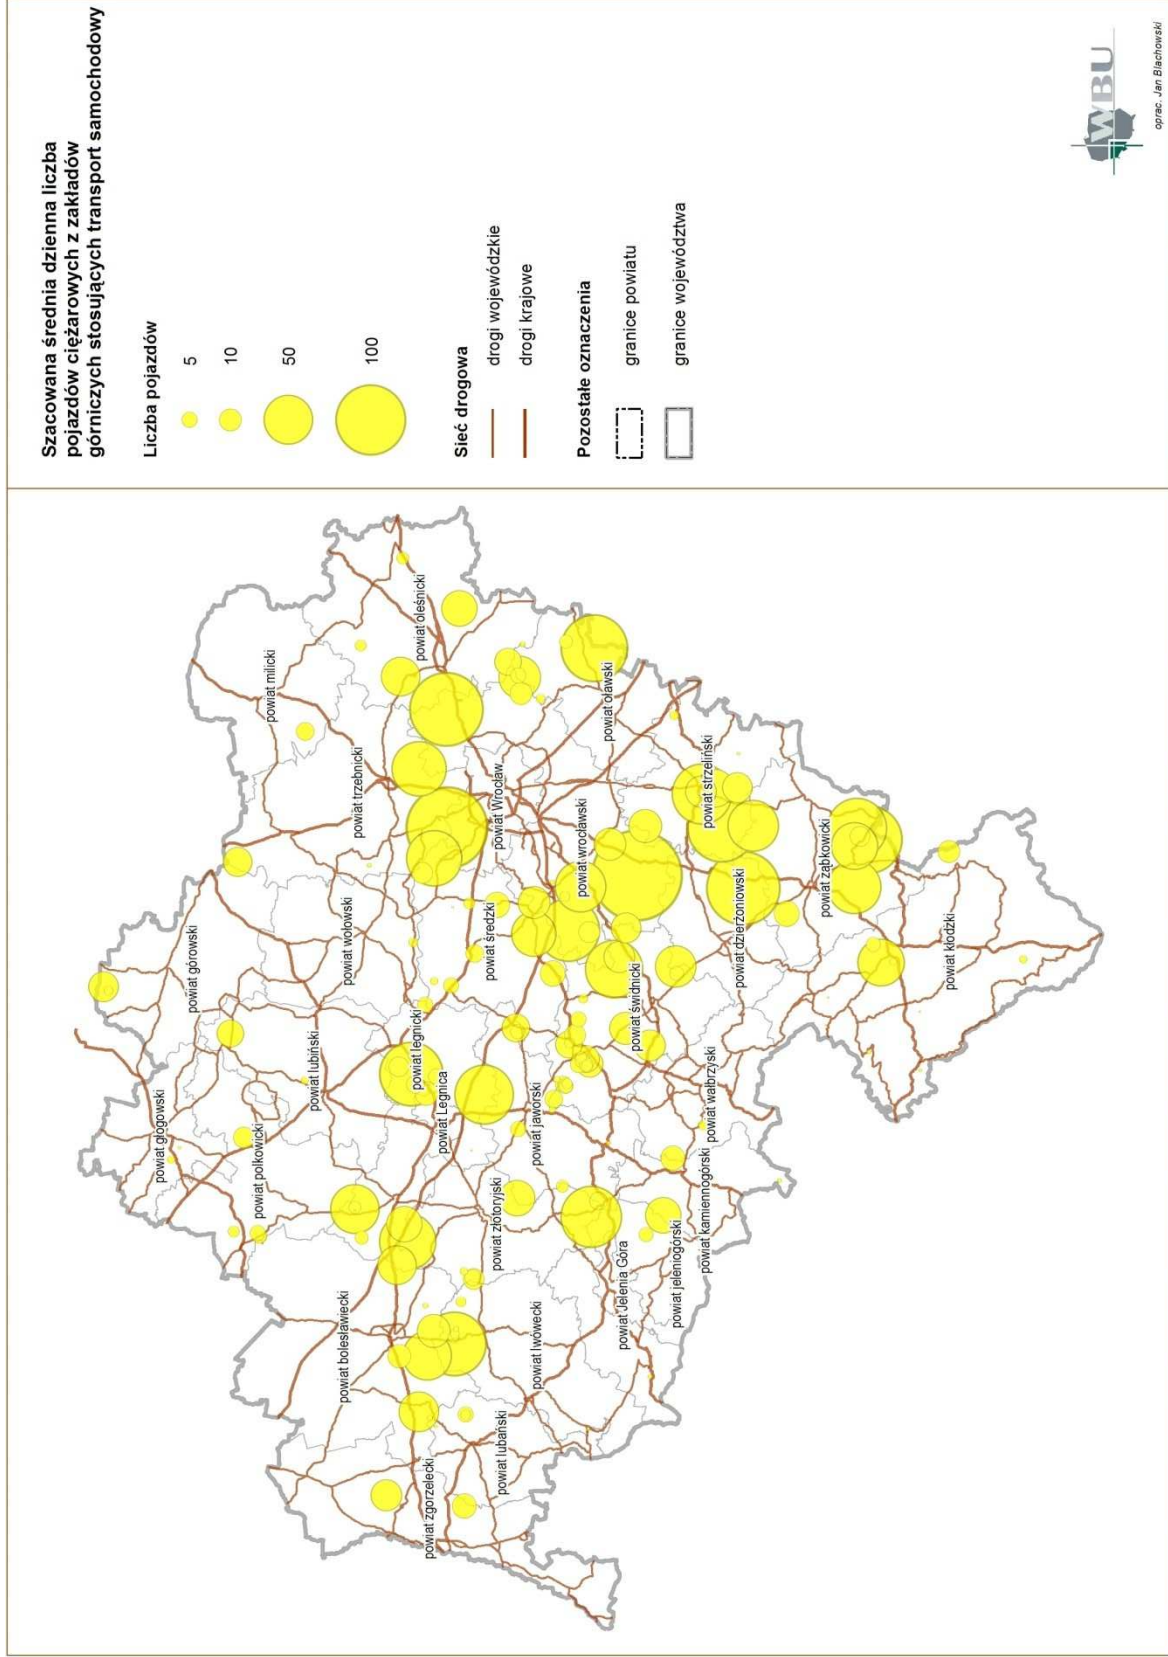 Szacowana średnia dzienna liczba
pojazdów ciężarowych z zakładów
górniczych stosujących transport samochodowy
Liczba pojazdów
5
10
50
100
Sieć drogowa
drogi wojewódzkie
drogi krajowe
Pozostałe oznaczenia
granice powiatu
granice województwa
WBU
oprac. Jan Blachowski
powiat głogowski
powiat górowski
powiat polkowicki
powiat lubiński
powiat wołowski
powiat trzebnicki
powiat milicki
powiat oleśnicki
powiat bolesławiecki
powiat legnicki
powiat Legnica
powiat zgorzelecki
powiat lubański
powiat złotoryjski
powiat średzki
powiat Wrocław
powiat lwówecki
powiat jaworski
powiat wrocławski
powiat oławski
powiat Jelenia Góra
powiat świdnicki
powiat jeleniogórski
powiat kamiennogórski
powiat wałbrzyski
powiat dzierżoniowski
powiat strzeliński
powiat ząbkowicki
powiat kłodzki